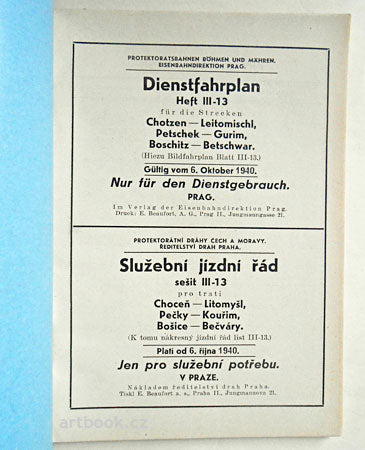 PROTEKTORATSBAHNEN BÖHMEN UND MÄHREN.
EISENBAHNDIREKTION PRAG.
Dienstfahrplan
Heft III-13
für die Strecken
Chotzen — Leitomischl,
Petschek — Gurim,
Boschitz — Betschwar.
(Hiezu Bildfahrplan Blatt III-13.)
Gültig vom 6. Oktober 1940.
Nur für den Dienstgebrauch.
PRAG.
Im Verlag der Eisenbahndirektion Prag.
Druck: E. Beaufort, A. G., Prag II., Jungmanngasse 21.
PROTEKTORÁTNÍ DRÁHY ČECH A MORAVY.
ŘEDITELSTVÍ DRAH PRAHA.
Služební jízdní řád
sešit III-13
pro trati
Choceň — Litomyšl,
Pečky — Kouřim,
Bošice — Bečváry.
(K tomu nákresný jízdní řád list III-13.)
Platí od 6. října 1940.
Jen pro služební potřebu.
V PRAZE.
Nákladem ředitelství drah Praha.
Tiskl E. Beaufort a. s., Praha II., Jungmannova 21.
artbook.cz